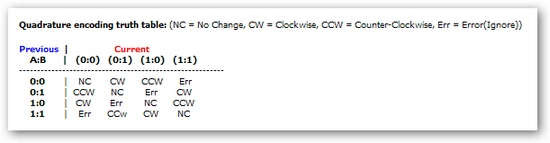 Quadrature encoding truth table: (NC = No Change, CW = Clockwise, CCW = Counter-Clockwise, Err = Error(Ignore))
Previous | Current
A:B | (0:0) (0:1) (1:0) (1:1)
------------------------------------------------------
0:0 | NC CW CCW Err
0:1 | CCW NC Err CW
1:0 | CW Err NC CCW
1:1 | Err CCw CW NC